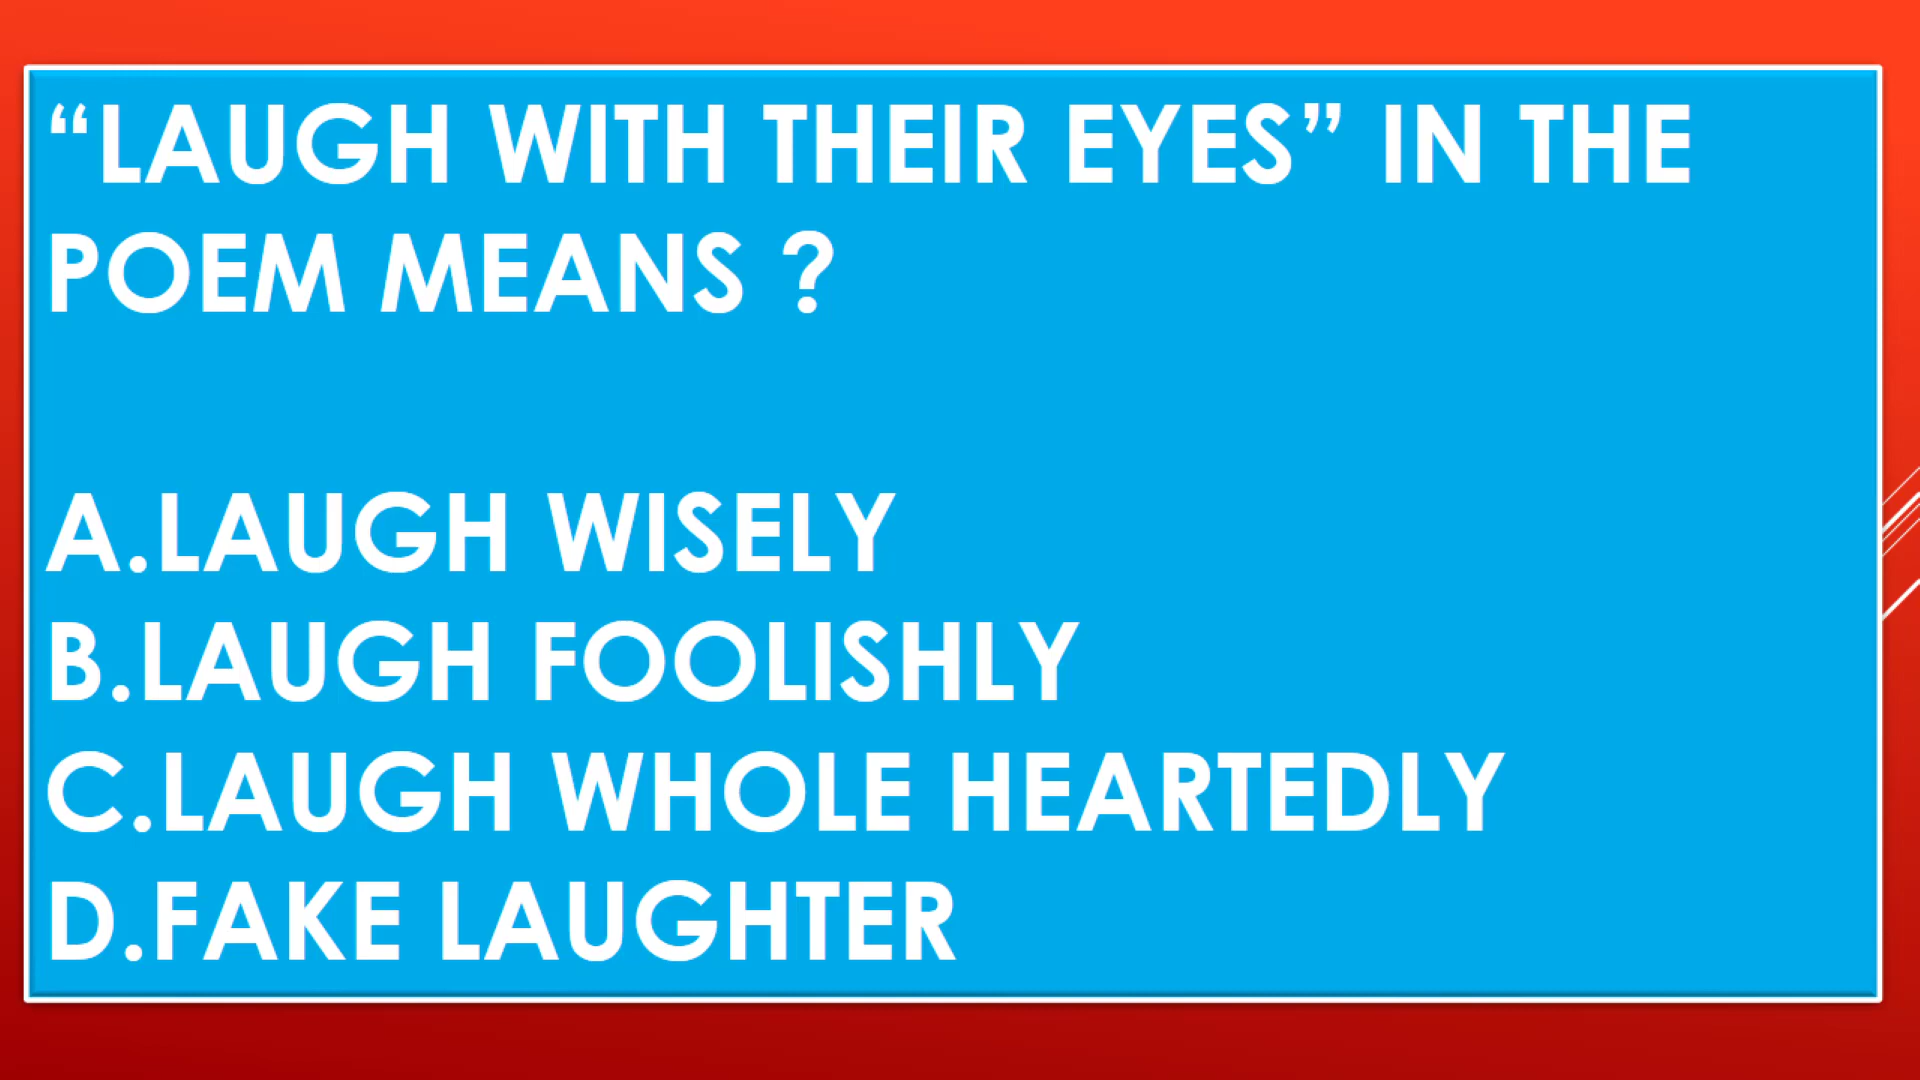 “LAUGH WITH THEIR EYES” IN THE
POEM MEANS ?
A.LAUGH WISELY
B.LAUGH FOOLISHLY
C.LAUGH WHOLE HEARTEDLY
D.FAKE LAUGHTER